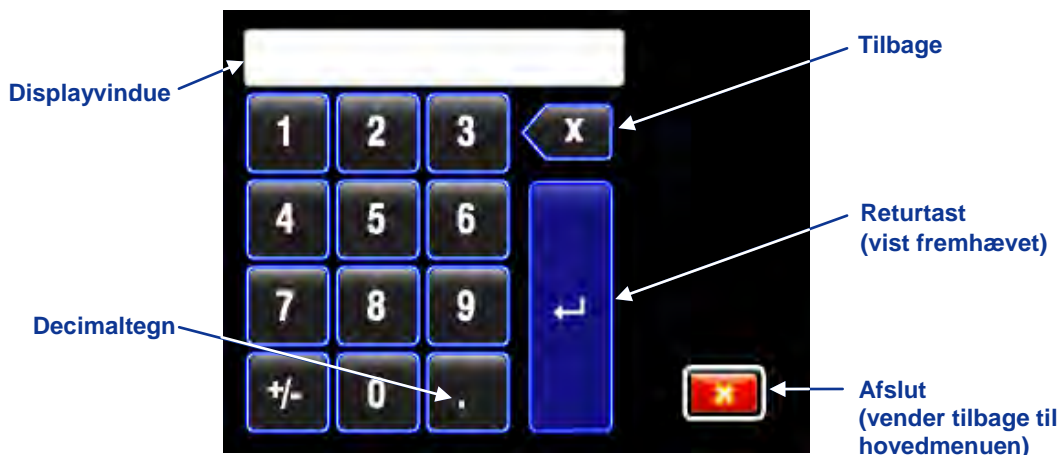 Tilbage
Displayvindue
1 2 3 X
4 5 6
Returtast
(vist fremhævet)
7 8 9
Decimaltegn
+/- 0 .
Afslut
(vender tilbage til
hovedmenuen)